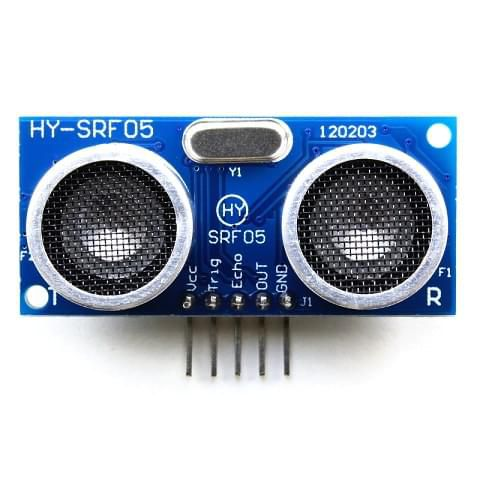 HY-SRF05
120203
Y1
HY
SRF05
F1
T
Vcc
Trig
Echo
OUT
GND
J1
R